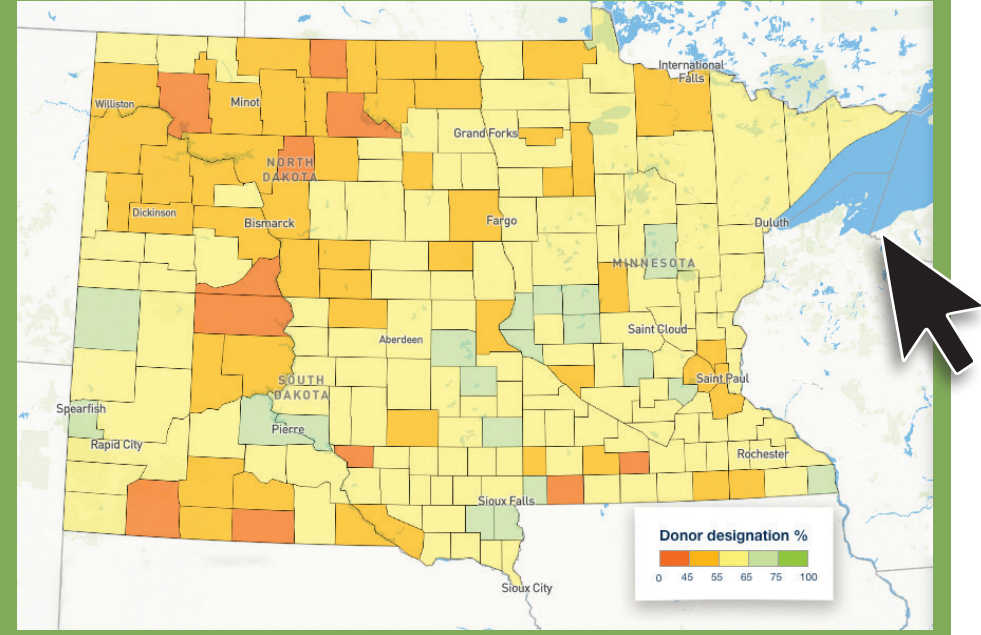 International
Falls
Williston
Minot
Grand Forks
NORTH
DAKOTA
Dickinson
Bismarck
Fargo
Duluth
MINNESOTA
Saint Cloud
Aberdeen
SOUTH
DAKOTA
Saint Paul
Spearfish
Pierre
Rapid City
Rochester
Sioux Falls
Sioux City
Donor designation %
0 45 55 65 75 100